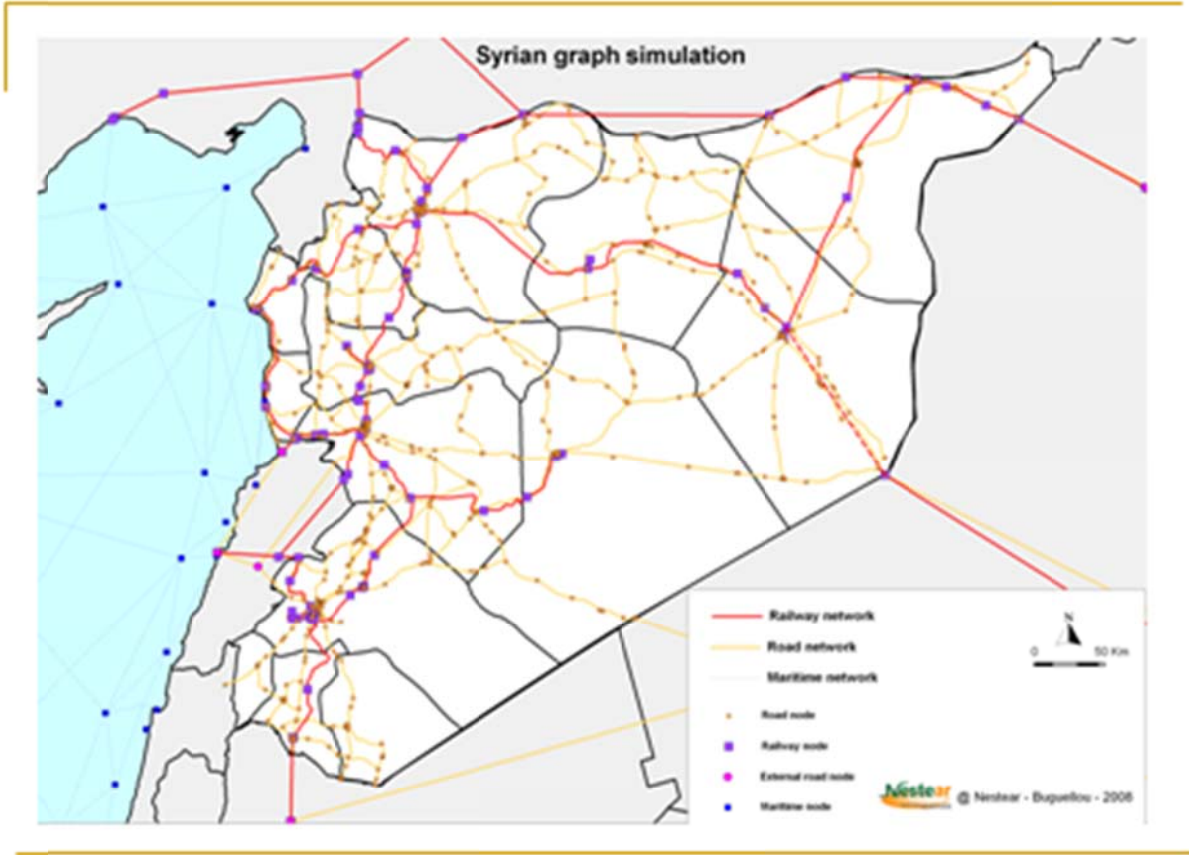 Syrian graph simulation
Railway network
Road network
Maritime network
Road node
Railway node
External road node
Maritime node
N
0 50 Km
Nestear
@ Nestear - Buguellou - 2008